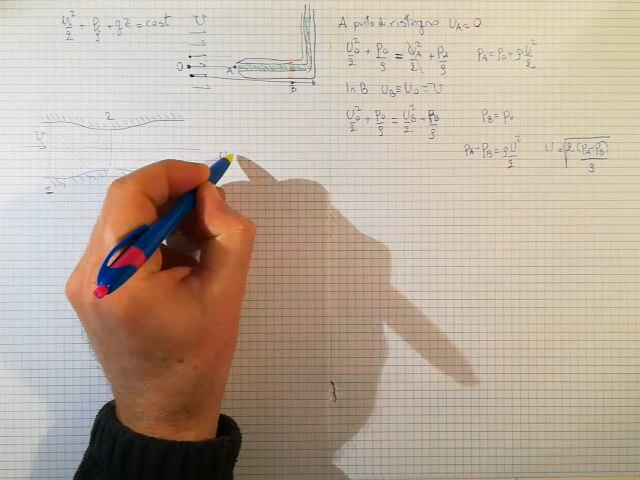 u²/2 + p/ρ + gz = cost
U
O
A
B
A punto di ristagno U_A = 0
U₀²/2 + p₀/ρ = U_A²/2 + p_A/ρ   p_A = p₀ + ρ U²/2
In B   U_B = U₀ = U
U₀²/2 + p₀/ρ = U_B²/2 + p_B/ρ   p_B = p₀
p_A - p_B = ρ U²/2   U = √(2(p_A - p_B)/ρ)
2
U